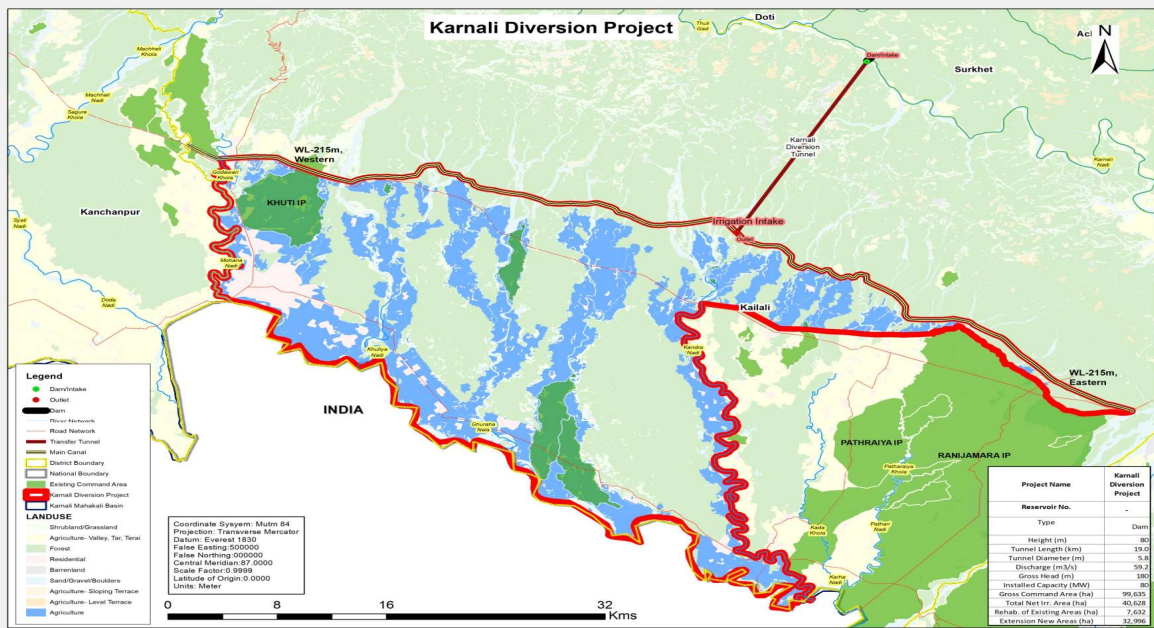 Karnali Diversion Project
Doti
Thuli
Gad
N
Surkhet
Dam/Intake
Machheli
Khola
Machheli
Nadi
Sagure
Khola
Karnali
Diversion
Tunnel
Karnali
Nadi
WL-215m,
Western
Godawari
Khola
KHUTI IP
Kanchanpur
Syali
Nadi
Irrigation Intake
Outlet
Mohana
Nadi
Doda
Nadi
Kailali
Khutiya
Nadi
Kandra
Nadi
WL-215m,
Eastern
INDIA
Ghuraha
Nala
PATHRAIYA IP
RANIJAMARA IP
Patharaiya
Khola
Kada
Khola
Pathari
Nadi
Karha
Nadi
Legend
Dam/Intake
Outlet
Dam
River Network
Road Network
Transfer Tunnel
Main Canal
District Boundary
National Boundary
Existing Command Area
Karnali Diversion Project
Karnali Mahakali Basin
LANDUSE
Shrubland/Grassland
Agriculture- Valley, Tar, Terai
Forest
Residential
Barrenland
Sand/Gravel/Boulders
Agriculture- Sloping Terrace
Agriculture- Level Terrace
Agriculture
Coordinate Sysyem: Mutm 84
Projection: Transverse Mercator
Datum: Everest 1830
False Easting:500000
False Northing:000000
Central Meridian:87.0000
Scale Factor:0.9999
Latitude of Origin:0.0000
Units: Meter
0 8 16 32
Kms
Project Name Karnali Diversion Project
Reservoir No. -
Type Dam
Height (m) 80
Tunnel Length (km) 19.0
Tunnel Diameter (m) 5.8
Discharge (m3/s) 59.2
Gross Head (m) 180
Installed Capacity (MW) 80
Gross Command Area (ha) 99,635
Total Net Irr. Area (ha) 40,628
Rehab. of Existing Areas (ha) 7,632
Extension New Areas (ha) 32,996